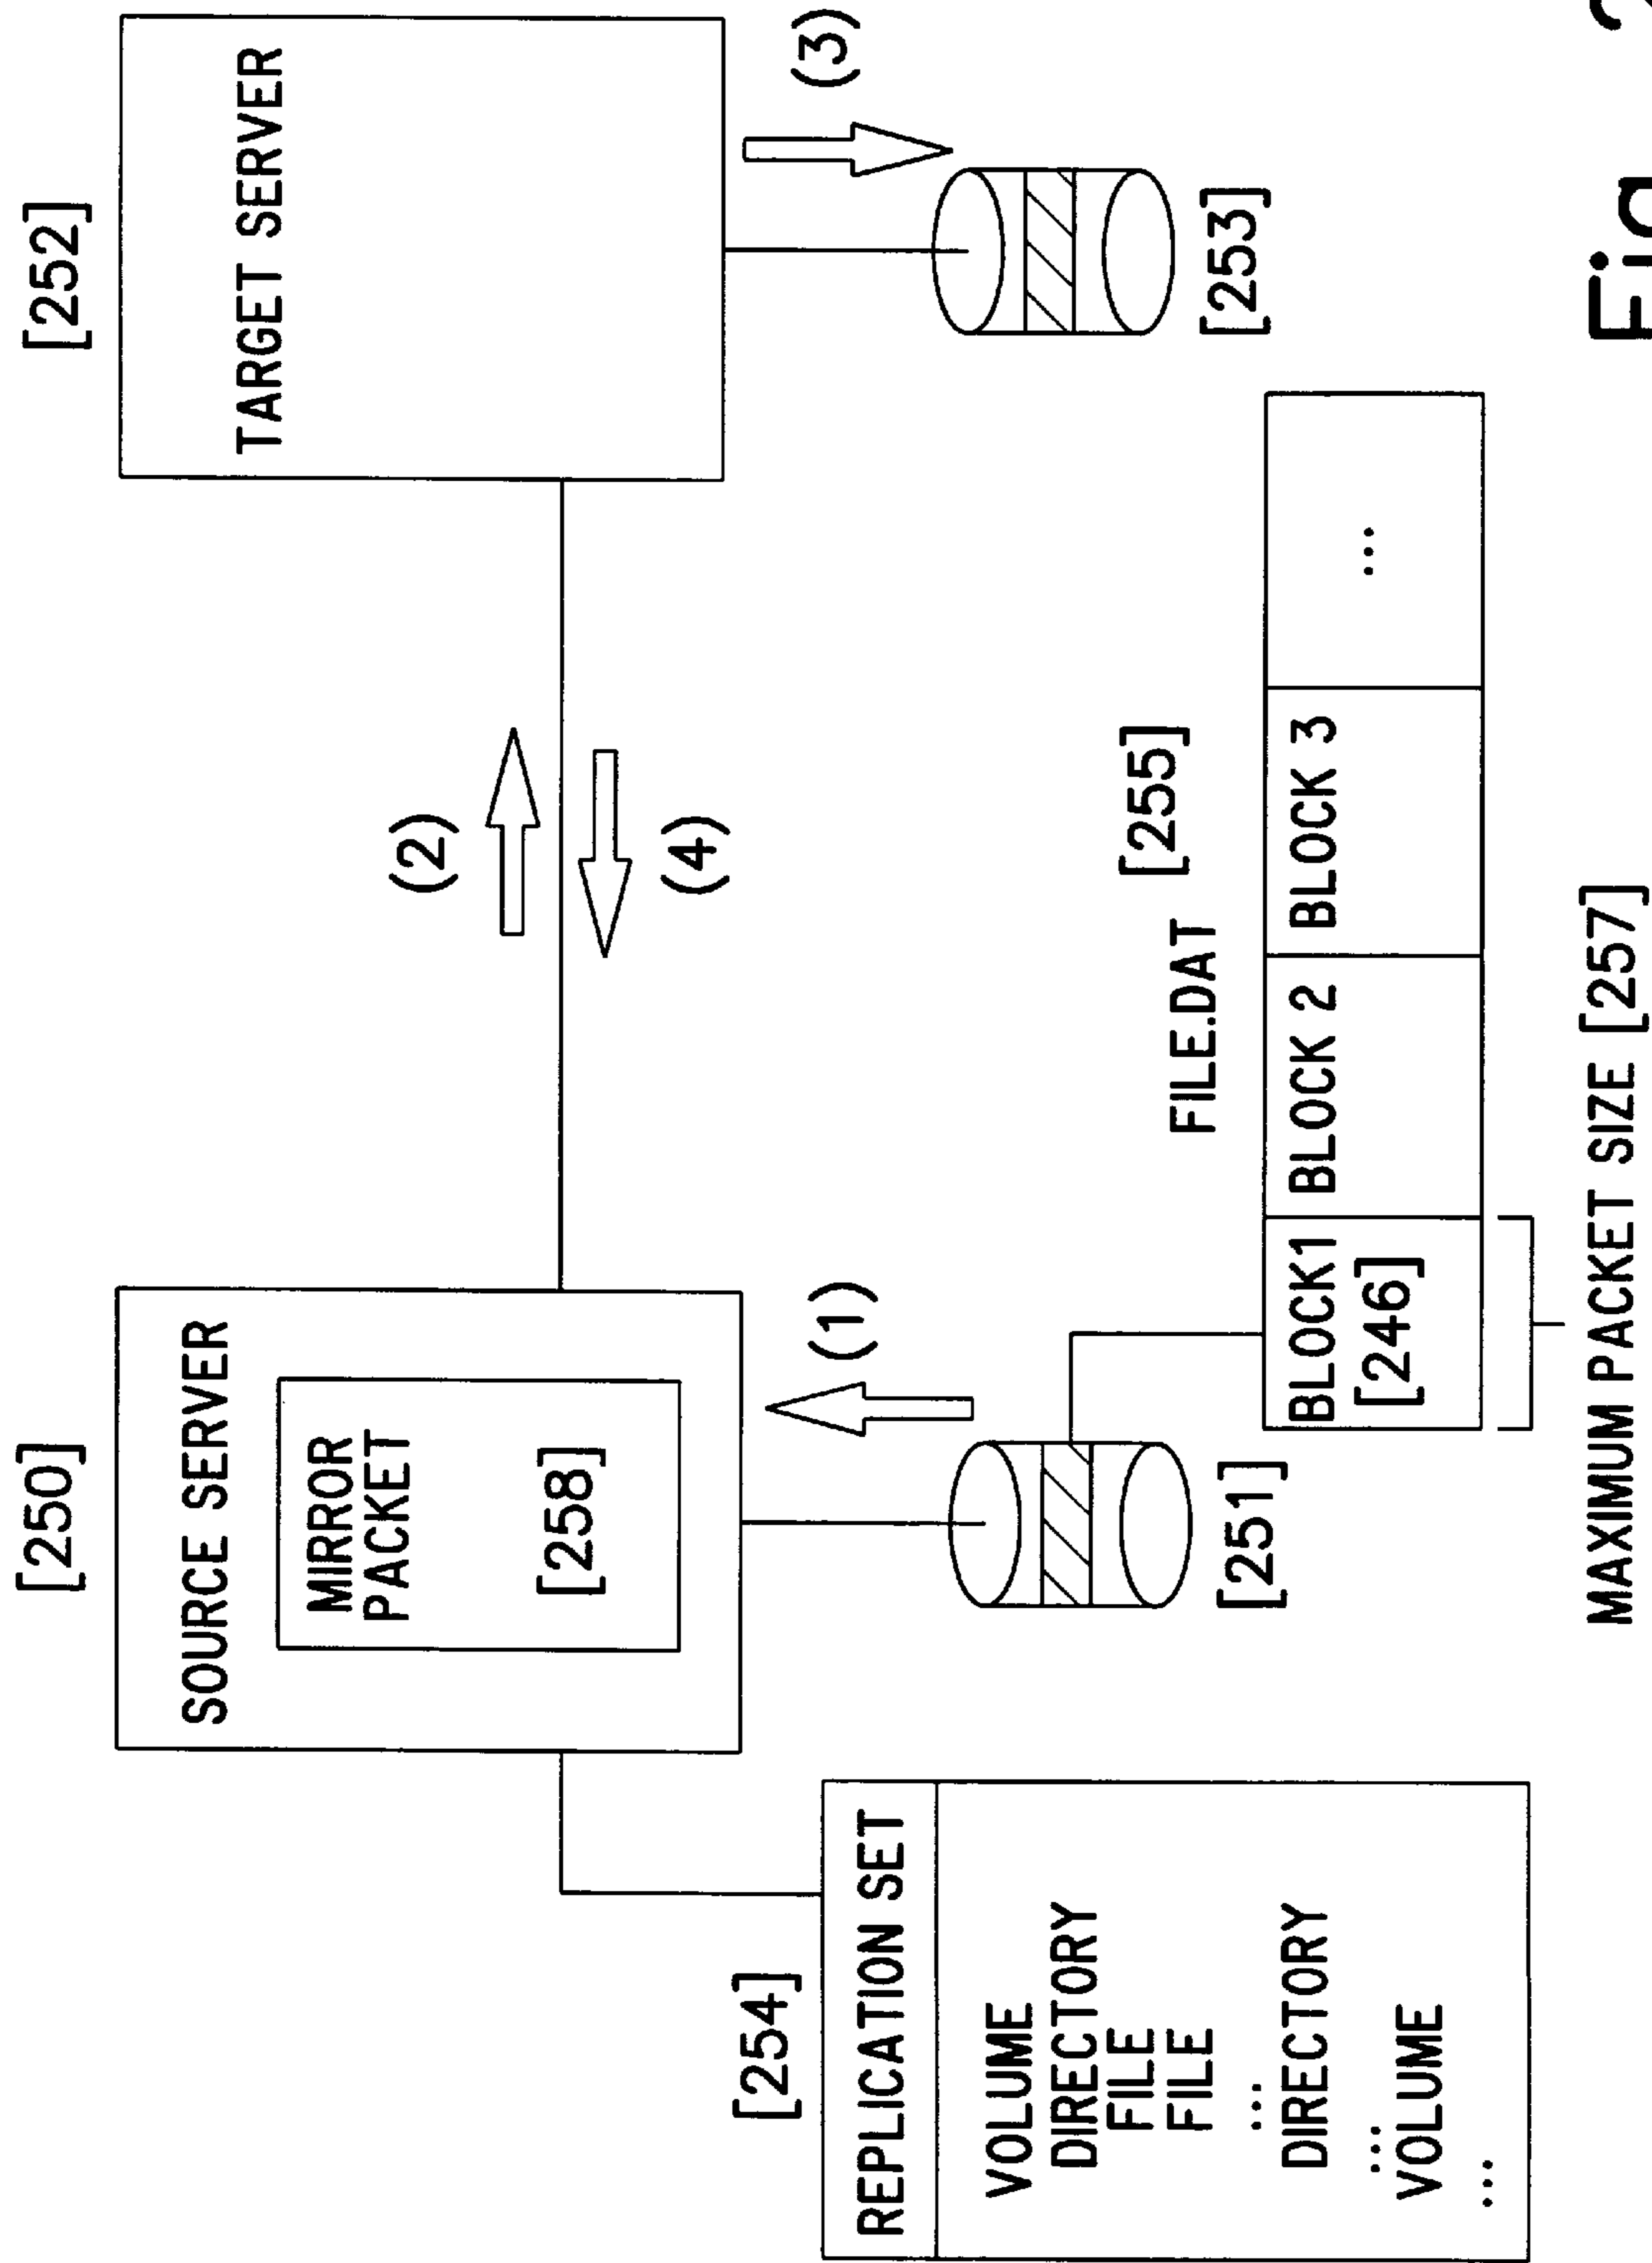 [250]
[252]
SOURCE SERVER
TARGET SERVER
MIRROR
PACKET
[258]
(2)
(4)
(1)
(3)
[254]
REPLICATION SET
VOLUME
DIRECTORY
FILE
FILE
...
DIRECTORY
...
VOLUME
...
[251]
[253]
FILE.DAT
[255]
BLOCK1
[246]
BLOCK 2
BLOCK 3
...
MAXIMUM PACKET SIZE [257]